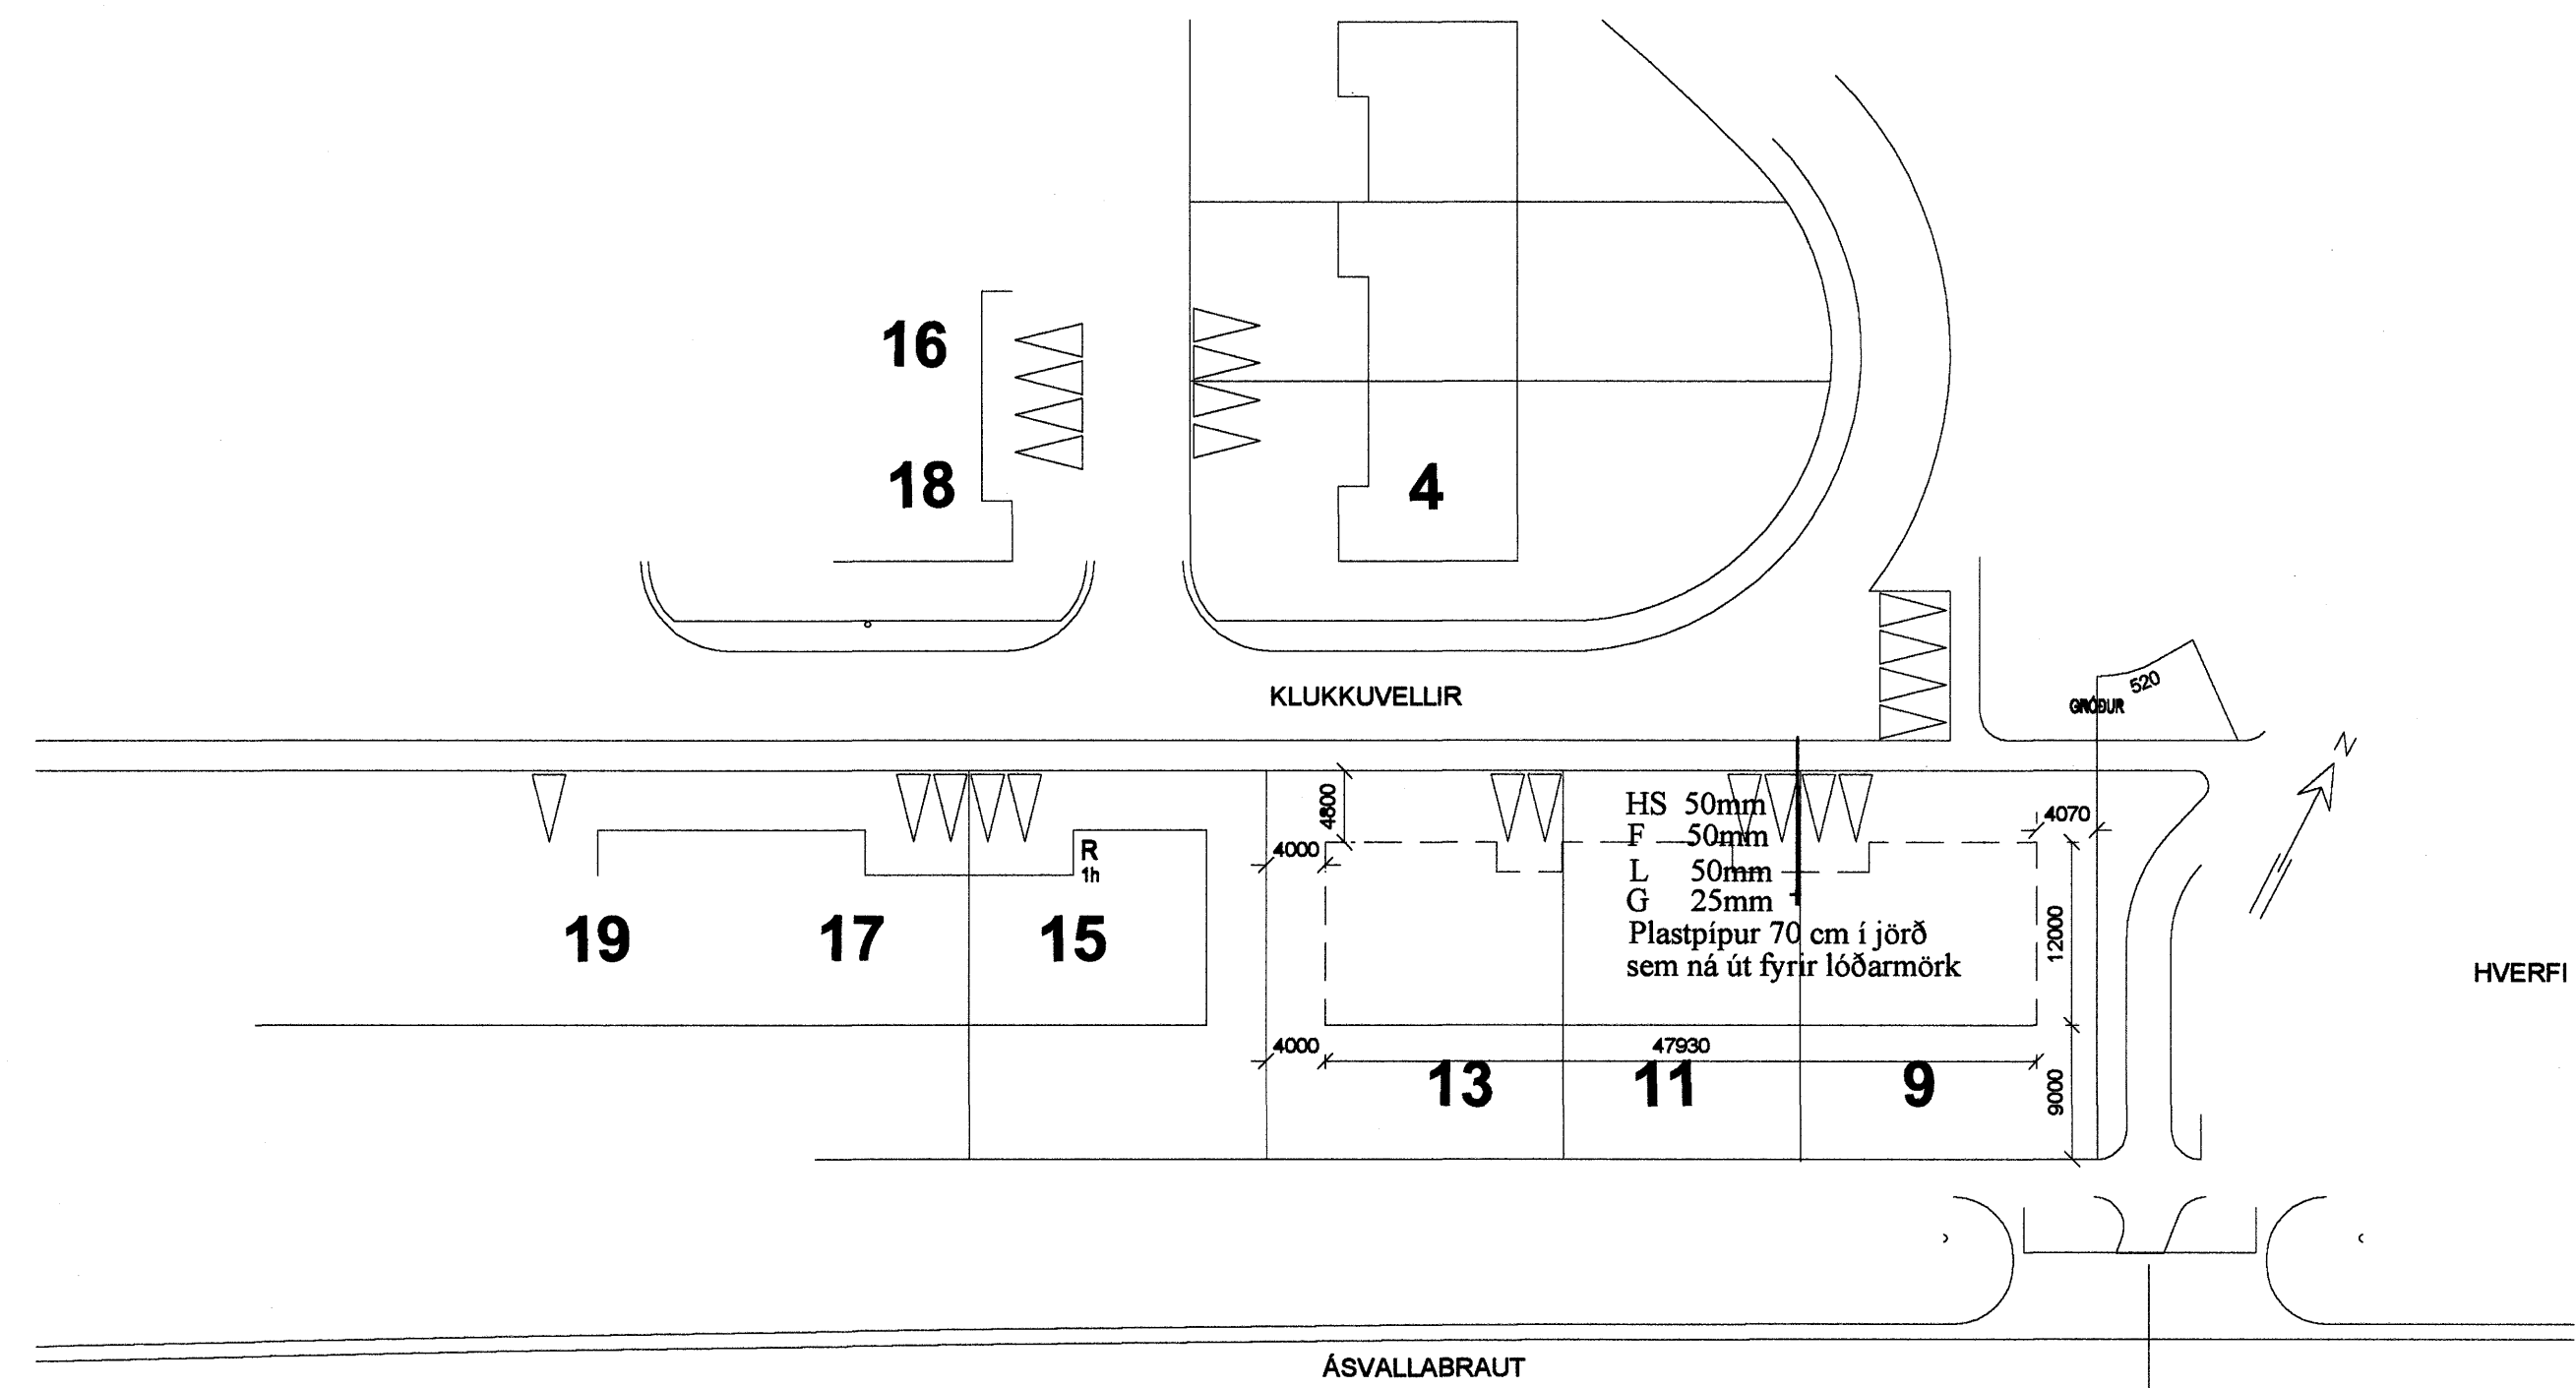 16
18
4
KLUKKUVELLIR
520
GRÓÐUR
N
4800
4000
HS 50mm
F 50mm
L 50mm
G 25mm
Plastpípur 70 cm í jörð
sem ná út fyrir lóðarmörk
4070
R
1h
19
17
15
12000
HVERFI
4000
47930
13
11
9
9000
ÁSVALLABRAUT